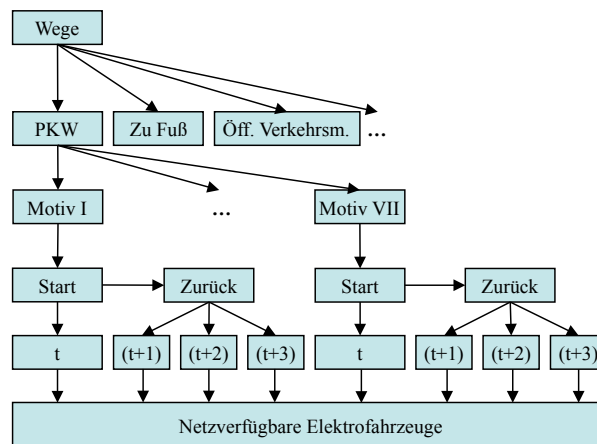 Wege
PKW Zu Fuß Öff. Verkehrsm. ...
Motiv I ... Motiv VII
Start Zurück Start Zurück
t (t+1) (t+2) (t+3) t (t+1) (t+2) (t+3)
Netzverfügbare Elektrofahrzeuge